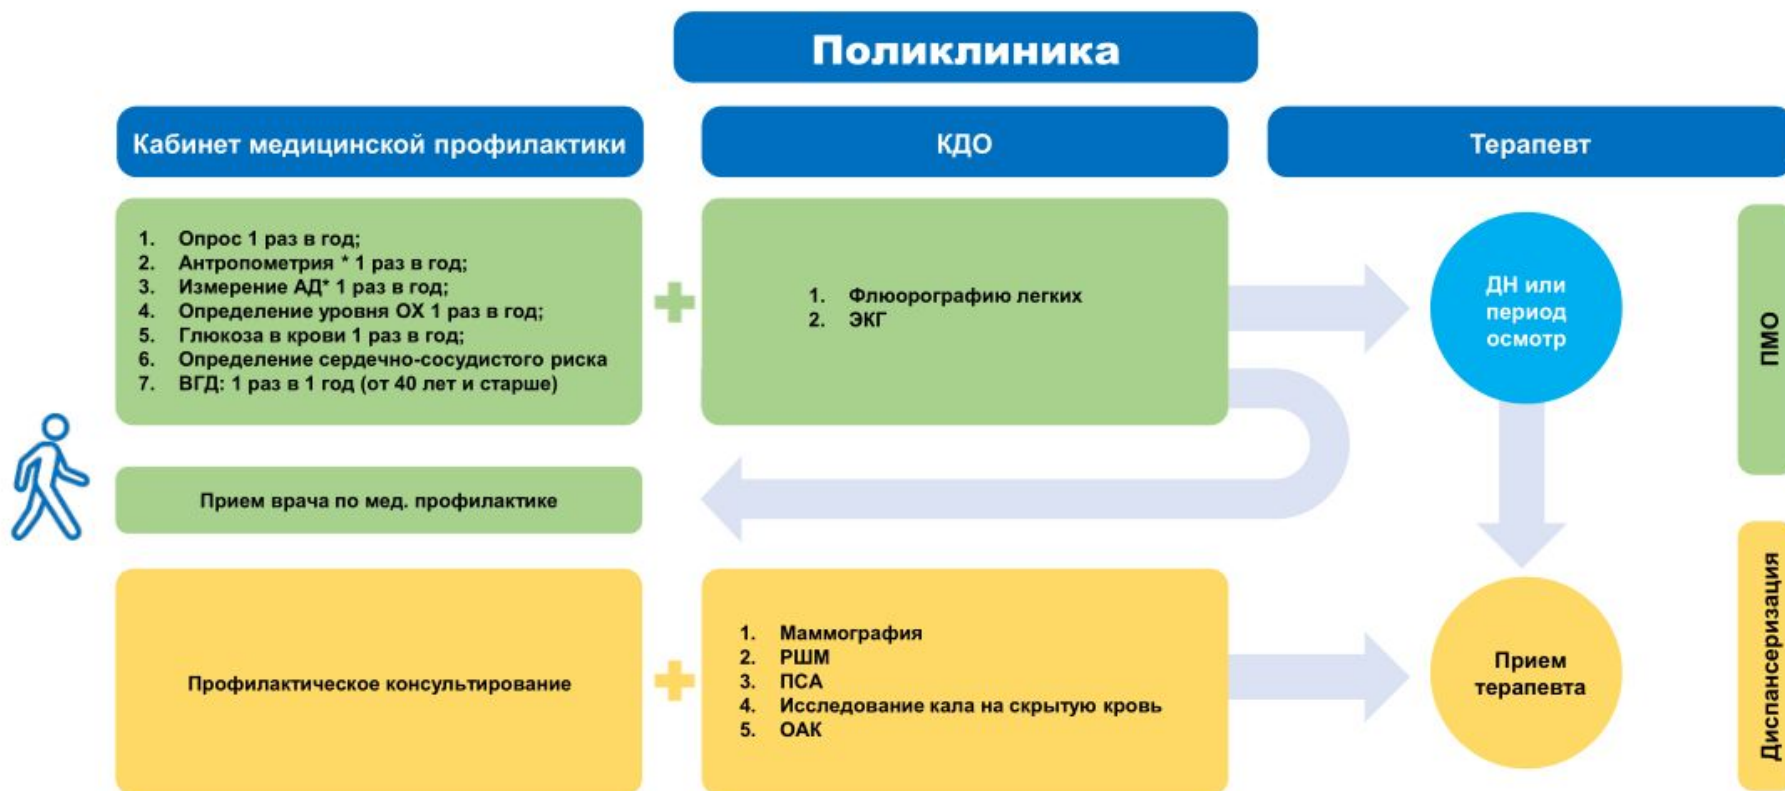 Поликлиника
Кабинет медицинской профилактики
КДО
Терапевт
1. Опрос 1 раз в год;
2. Антропометрия * 1 раз в год;
3. Измерение АД* 1 раз в год;
4. Определение уровня ОХ 1 раз в год;
5. Глюкоза в крови 1 раз в год;
6. Определение сердечно-сосудистого риска
7. ВГД: 1 раз в 1 год (от 40 лет и старше)
1. Флюорографию легких
2. ЭКГ
ДН или
период
осмотр
ПМО
Прием врача по мед. профилактике
Профилактическое консультирование
1. Маммография
2. РШМ
3. ПСА
4. Исследование кала на скрытую кровь
5. ОАК
Прием
терапевта
Диспансеризация